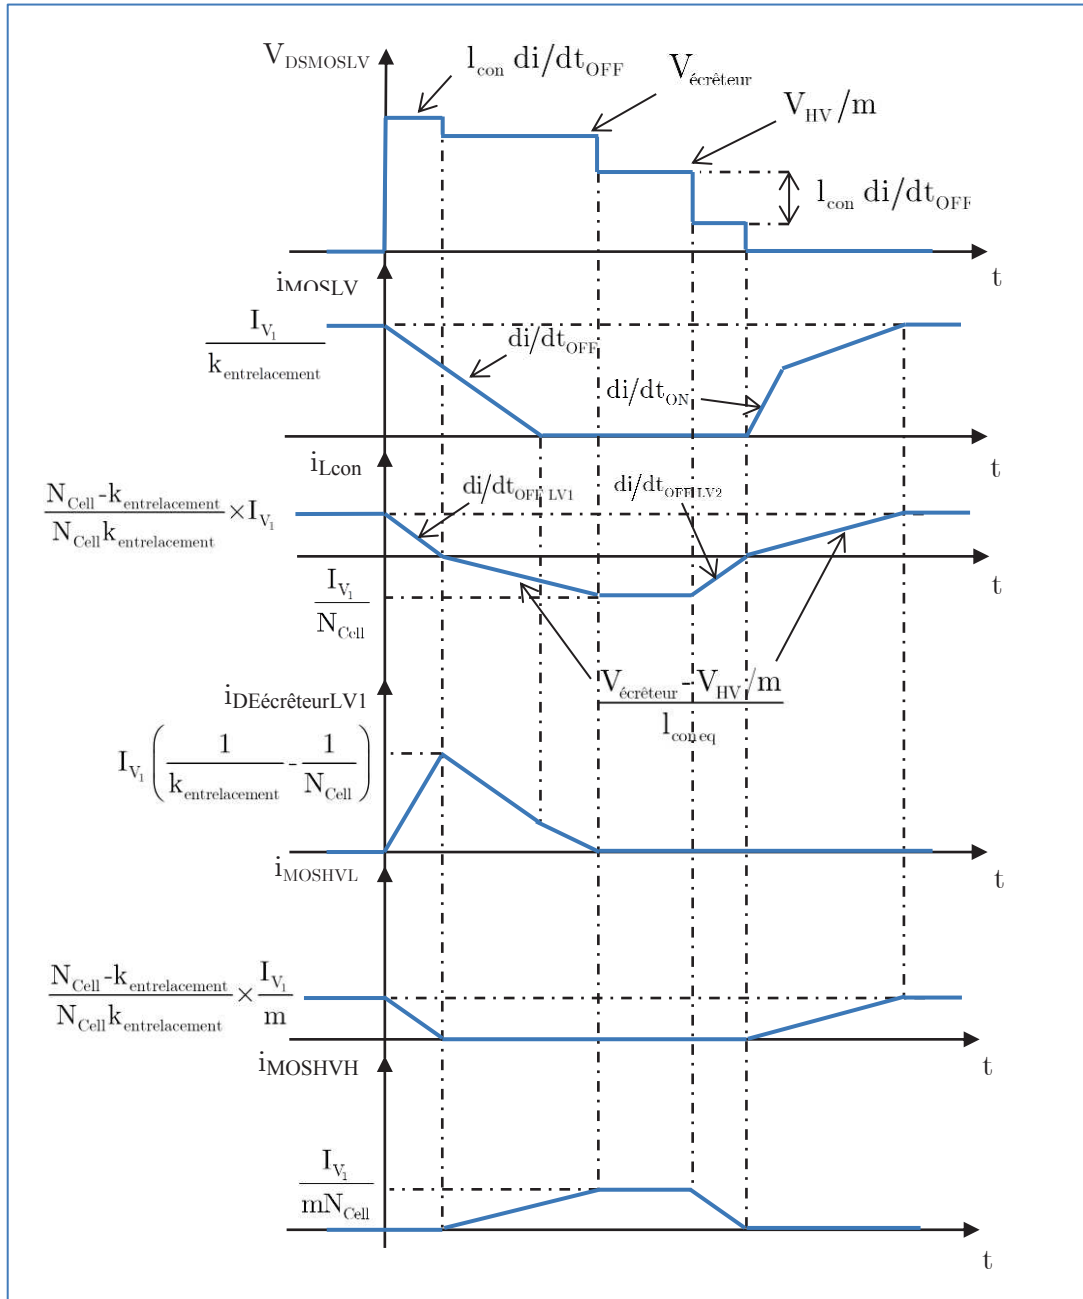 V_DSMOSLV
l_con di/dt_OFF
V_écrêteur
V_HV/m
l_con di/dt_OFF
t
i_MOSLV
I_V1
k_entrelacement
di/dt_OFF
di/dt_ON
t
i_Lcon
di/dt_OFF LV1
di/dt_OFF LV2
N_Cell - k_entrelacement
N_Cell k_entrelacement
× I_V1
t
I_V1
N_Cell
V_écrêteur - V_HV/m
l_con eq
i_DEécrêteurLV1
I_V1 ( 1 / k_entrelacement - 1 / N_Cell )
t
i_MOSHVL
N_Cell - k_entrelacement
N_Cell k_entrelacement
× I_V1
m
t
i_MOSHVH
I_V1
mN_Cell
t